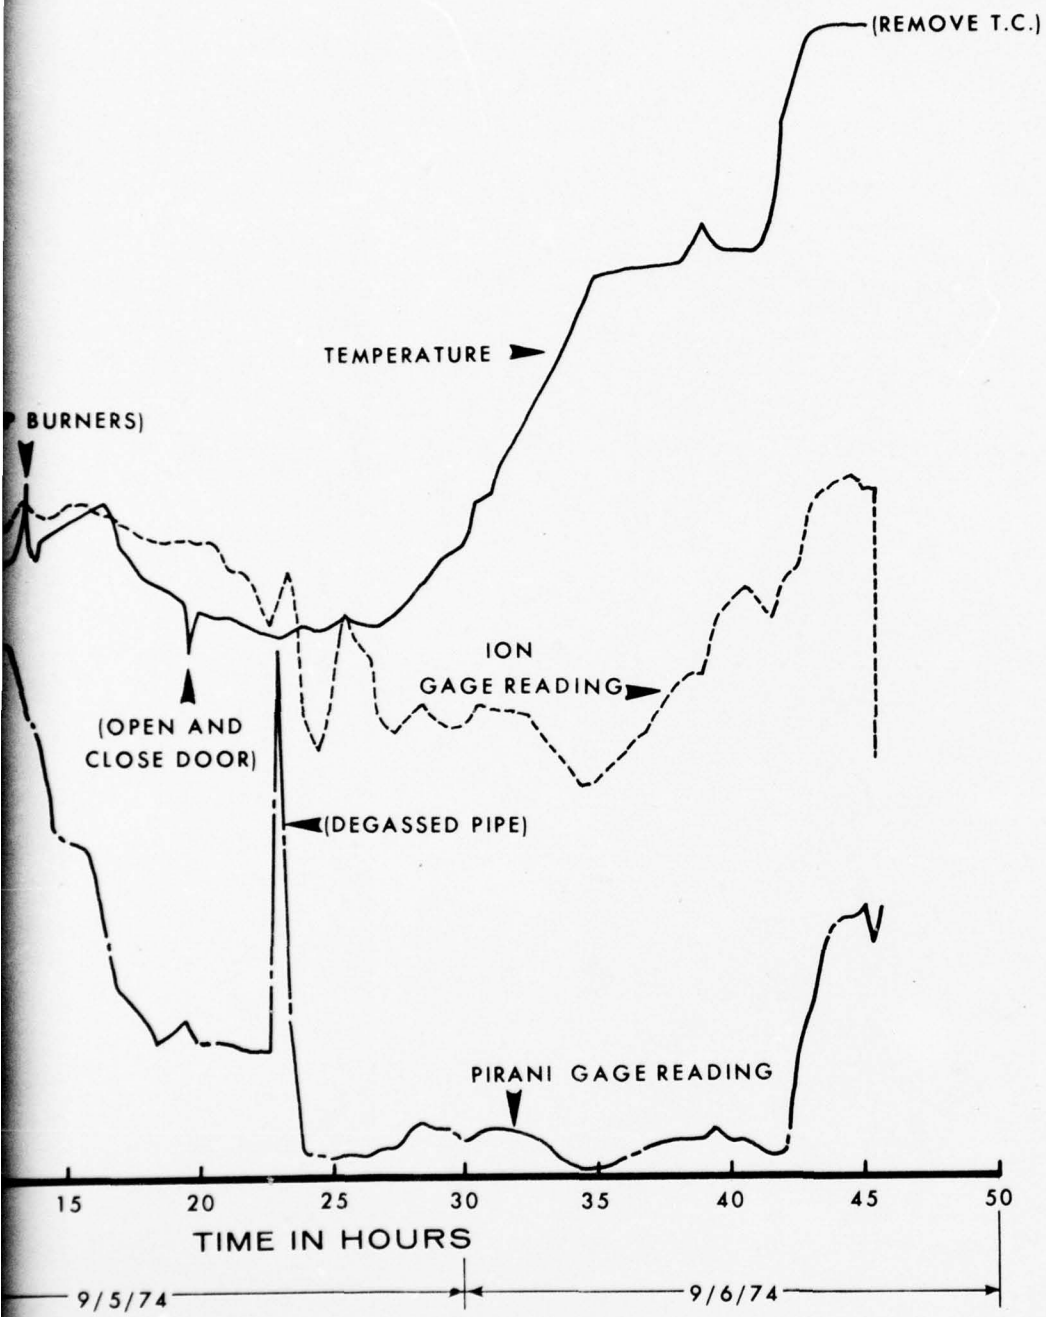 (REMOVE T.C.)
TEMPERATURE
P BURNERS)
ION
GAGE READING
(OPEN AND
CLOSE DOOR)
(DEGASSED PIPE)
PIRANI GAGE READING
15 20 25 30 35 40 45 50
TIME IN HOURS
9/5/74 9/6/74